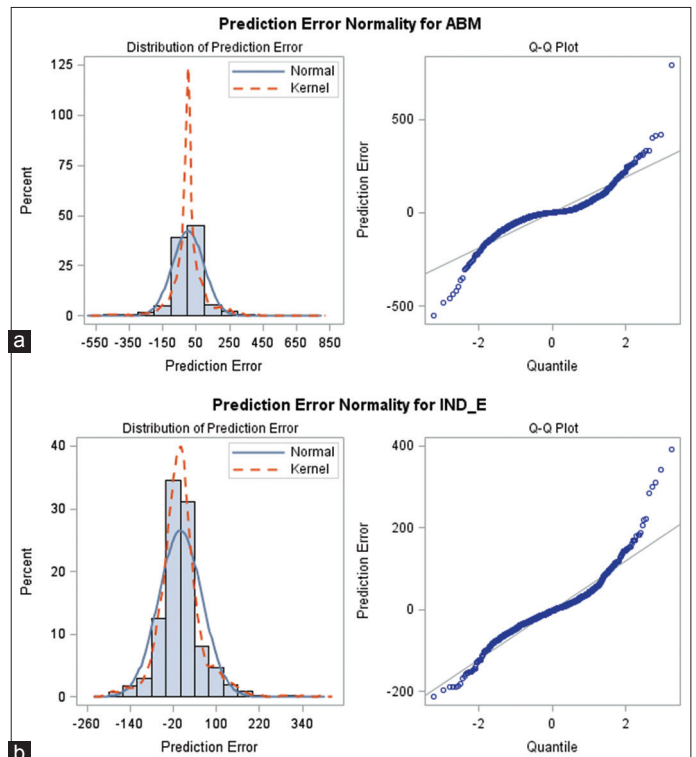 Prediction Error Normality for ABM
Distribution of Prediction Error
Q-Q Plot
Normal
Kernel
125
100
75
50
25
0
Percent
-550 -350 -150 50 250 450 650 850
Prediction Error
500
0
-500
Prediction Error
-2 0 2
Quantile
a
Prediction Error Normality for IND_E
Distribution of Prediction Error
Q-Q Plot
Normal
Kernel
40
30
20
10
0
Percent
-260 -140 -20 100 220 340
Prediction Error
400
200
0
-200
Prediction Error
-2 0 2
Quantile
b